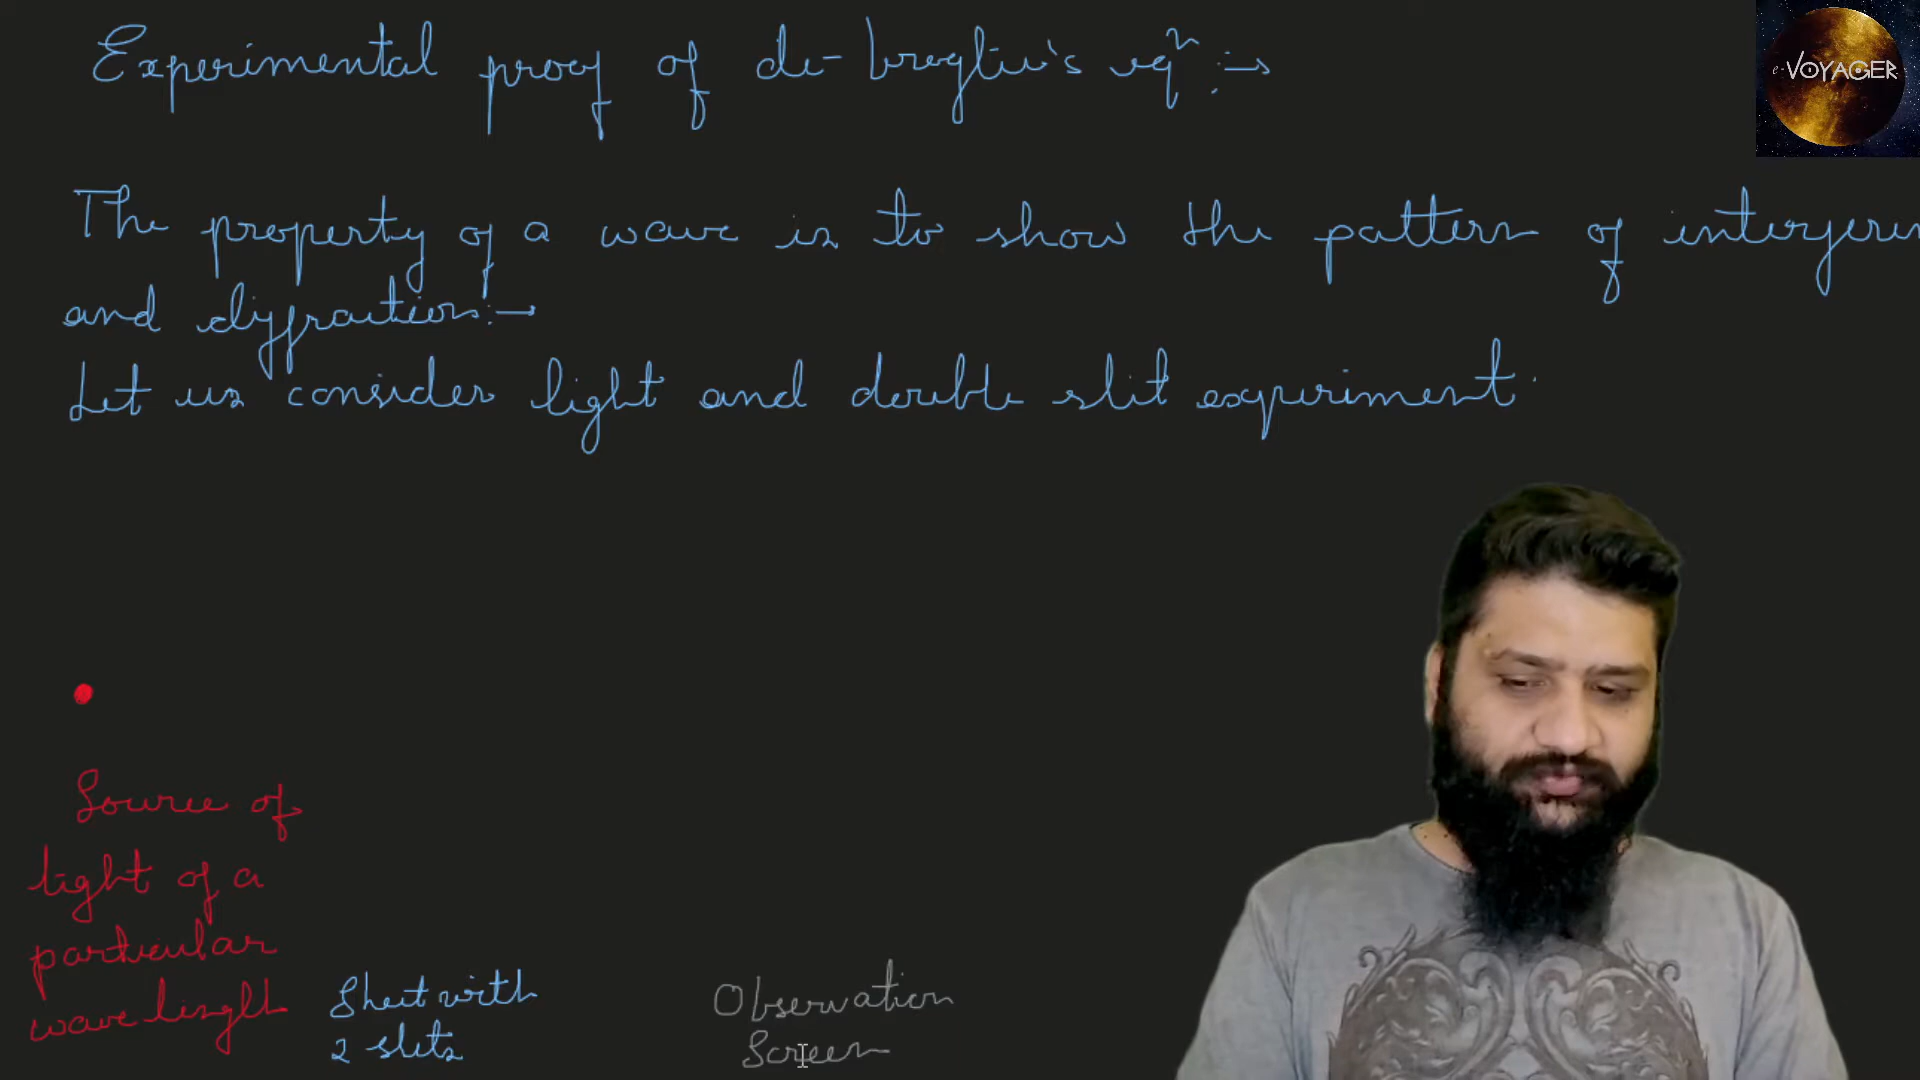 Experimental proof of de-broglie's eqⁿ :→
e-VOYAGER
The property of a wave is to show the pattern of interferen
and diffraction :→
Let us consider light and double slit experiment.
Source of
light of a
particular
wavelength
Sheet with
2 slits
Observation
Screen